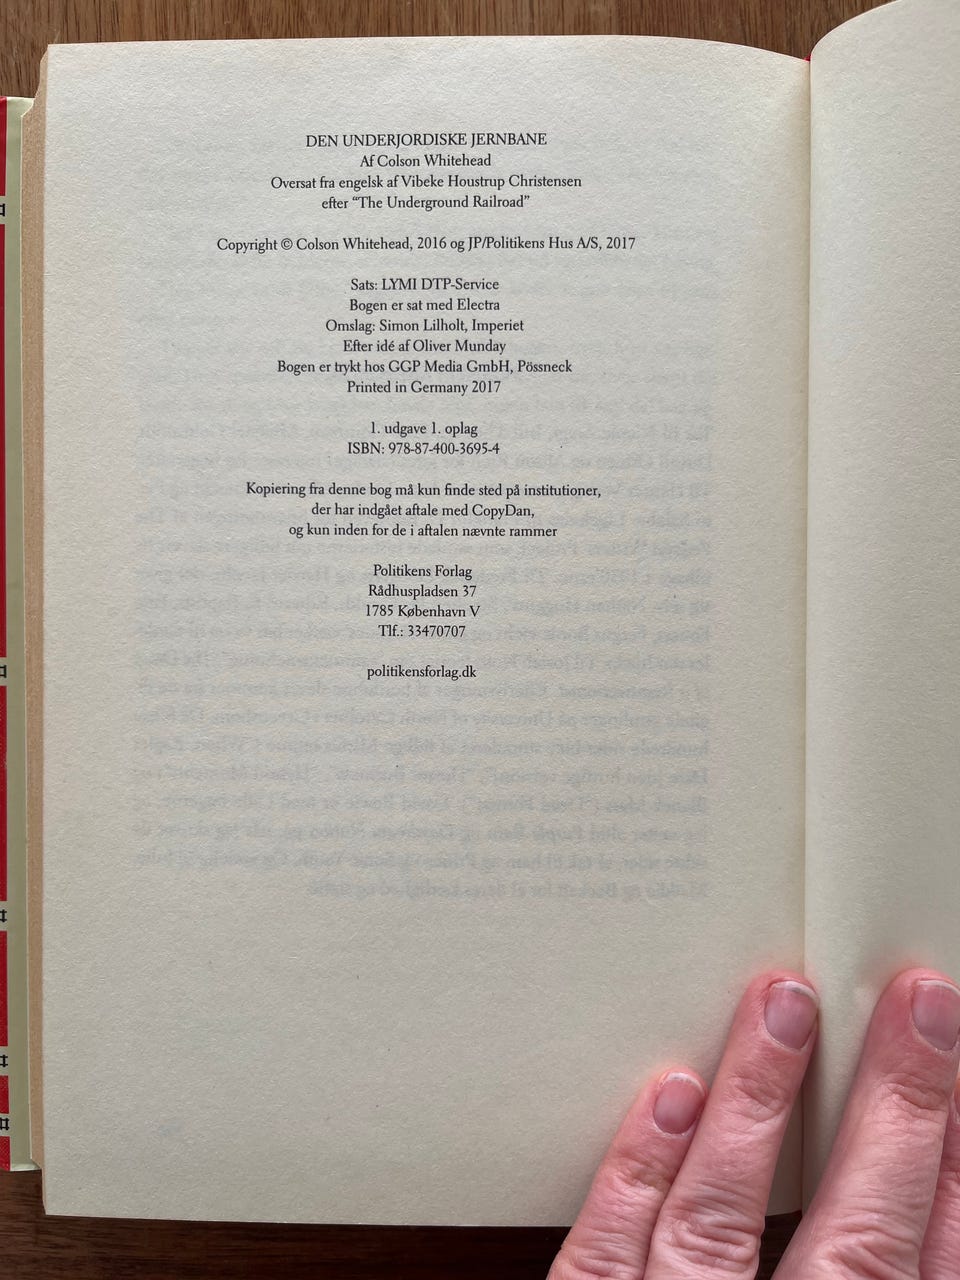 DEN UNDERJORDISKE JERNBANE
Af Colson Whitehead
Oversat fra engelsk af Vibeke Houstrup Christensen
efter “The Underground Railroad”
Copyright © Colson Whitehead, 2016 og JP/Politikens Hus A/S, 2017
Sats: LYMI DTP-Service
Bogen er sat med Electra
Omslag: Simon Lilholt, Imperiet
Efter idé af Oliver Munday
Bogen er trykt hos GGP Media GmbH, Pössneck
Printed in Germany 2017
1. udgave 1. oplag
ISBN: 978-87-400-3695-4
Kopiering fra denne bog må kun finde sted på institutioner,
der har indgået aftale med CopyDan,
og kun inden for de i aftalen nævnte rammer
Politikens Forlag
Rådhuspladsen 37
1785 København V
Tlf.: 33470707
politikensforlag.dk